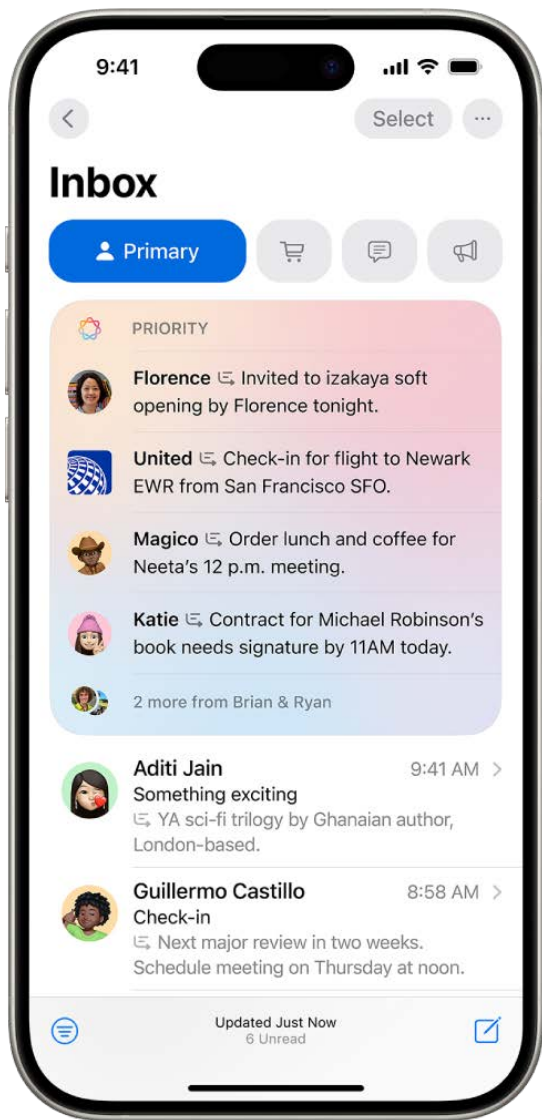 9:41
Select
Inbox
Primary
PRIORITY
Florence Invited to izakaya soft
opening by Florence tonight.
United Check-in for flight to Newark
EWR from San Francisco SFO.
Magico Order lunch and coffee for
Neeta’s 12 p.m. meeting.
Katie Contract for Michael Robinson’s
book needs signature by 11AM today.
2 more from Brian & Ryan
Aditi Jain 9:41 AM
Something exciting
YA sci-fi trilogy by Ghanaian author,
London-based.
Guillermo Castillo 8:58 AM
Check-in
Next major review in two weeks.
Schedule meeting on Thursday at noon.
Updated Just Now
6 Unread